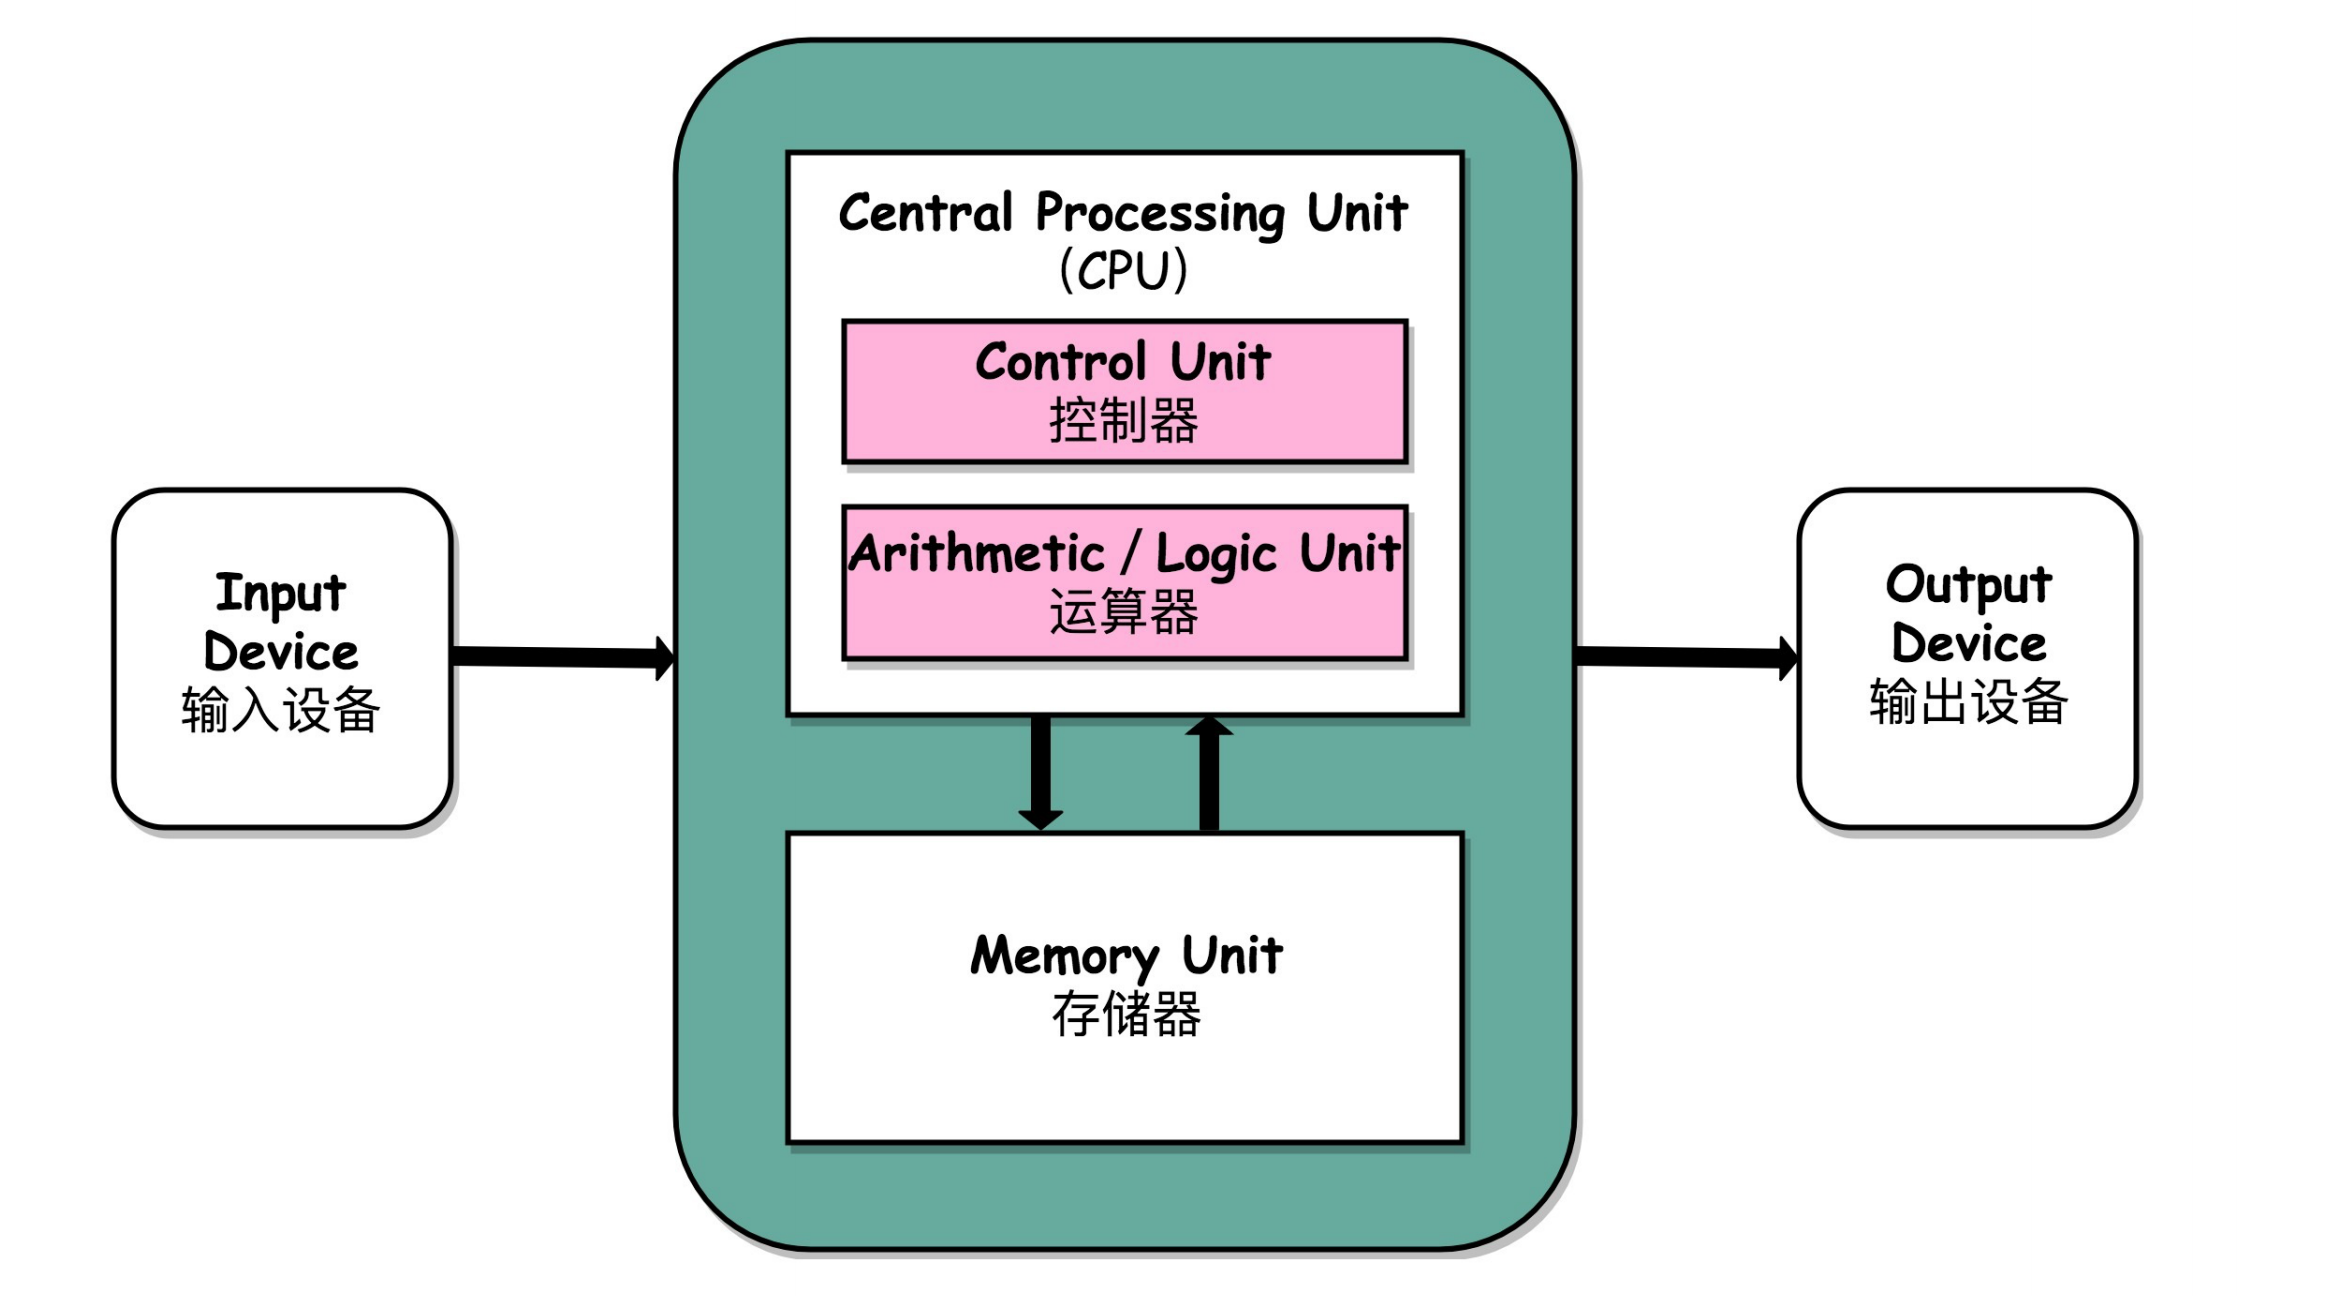 Central Processing Unit
(CPU)
Control Unit
控制器
Arithmetic / Logic Unit
运算器
Input
Device
输入设备
Output
Device
输出设备
Memory Unit
存储器